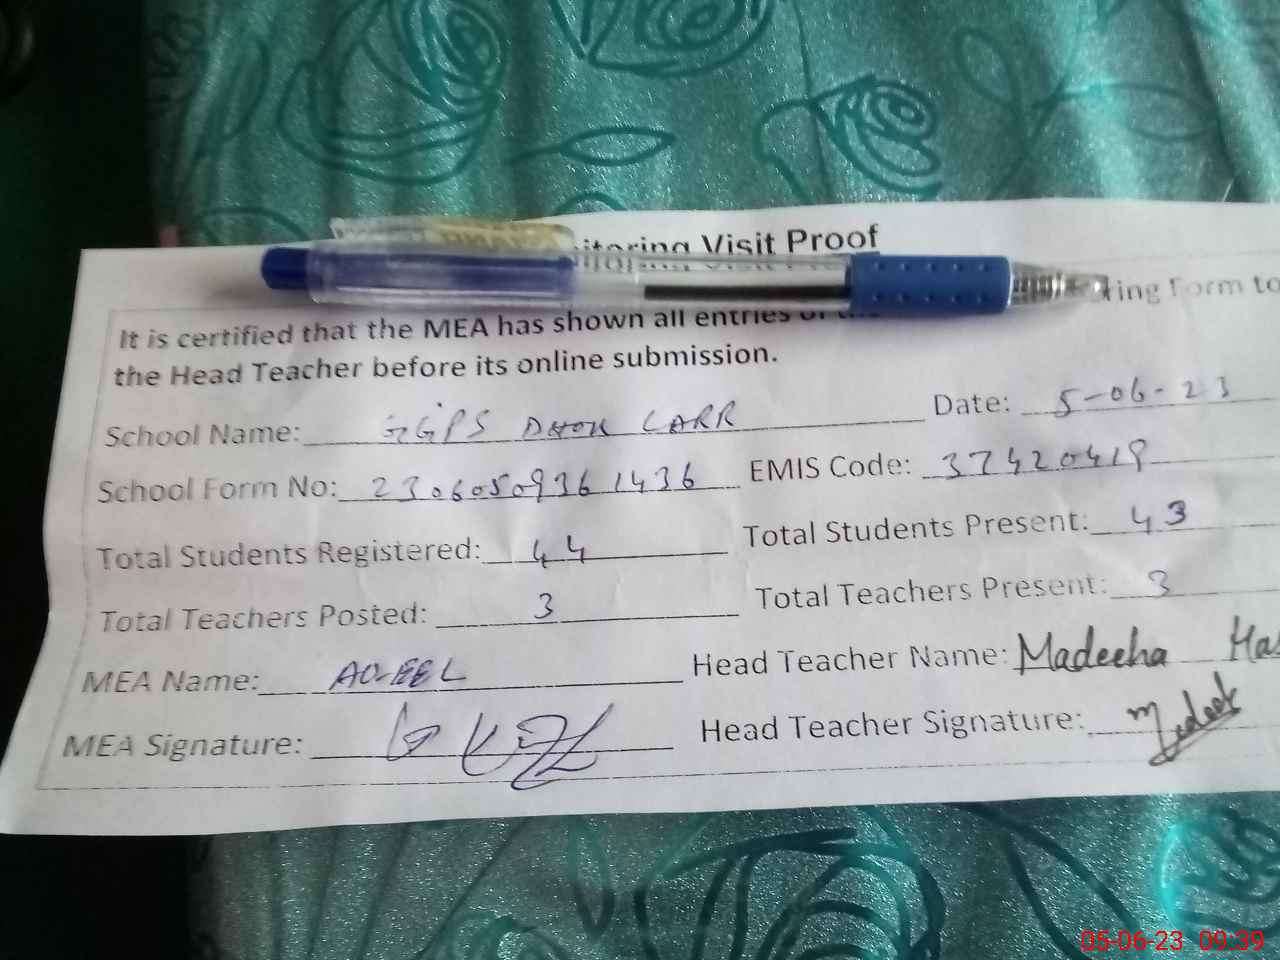 Visit Proof
It is certified that the MEA has shown all entries Form to
the Head Teacher before its online submission.
School Name: GGPS DHOK LARR Date: 5-06-23
School Form No: 2306050936 1436 EMIS Code: 37420419
Total Students Registered: 44 Total Students Present: 43
Total Teachers Posted: 3 Total Teachers Present: 3
MEA Name: AQEEL Head Teacher Name: Madeeha
MEA Signature: Head Teacher Signature:
05-06-23 09:39